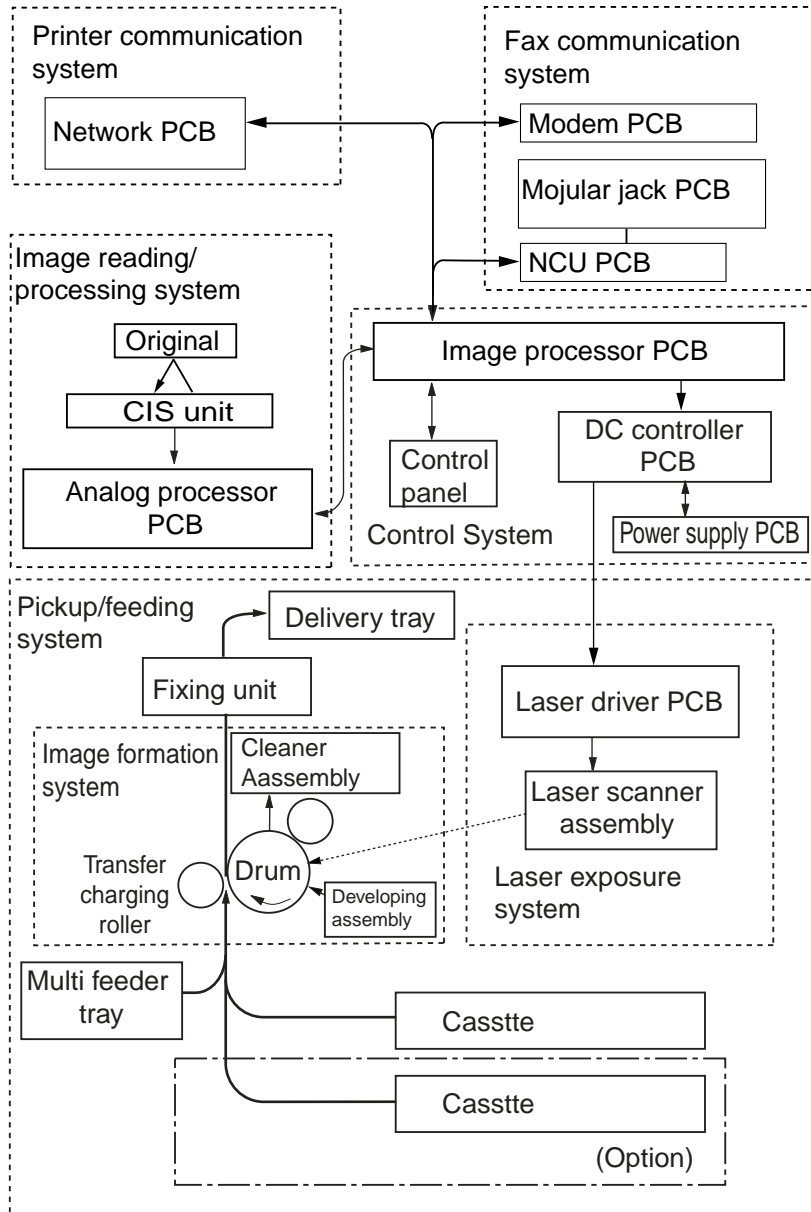 Printer communication
system
Network PCB
Fax communication
system
Modem PCB
Mojular jack PCB
NCU PCB
Image reading/
processing system
Original
CIS unit
Analog processor
PCB
Image processor PCB
Control
panel
DC controller
PCB
Power supply PCB
Control System
Pickup/feeding
system
Delivery tray
Fixing unit
Image formation
system
Cleaner
Aassembly
Drum
Transfer
charging
roller
Developing
assembly
Laser driver PCB
Laser scanner
assembly
Laser exposure
system
Multi feeder
tray
Casstte
Casstte
(Option)